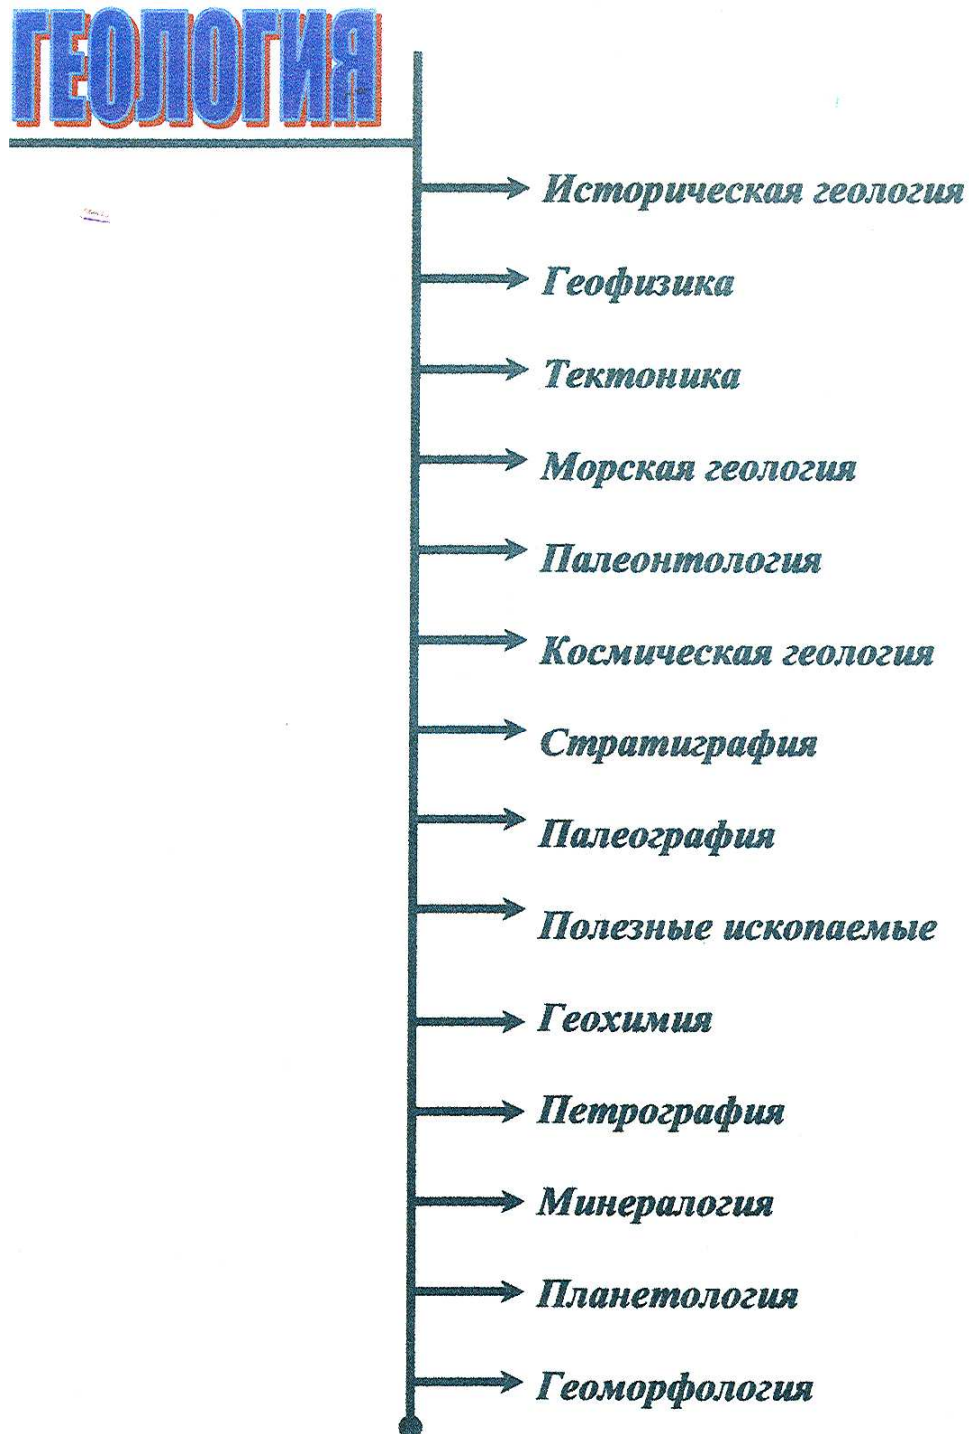 ГЕОЛОГИЯ
Историческая геология
Геофизика
Тектоника
Морская геология
Палеонтология
Космическая геология
Стратиграфия
Палеография
Полезные ископаемые
Геохимия
Петрография
Минералогия
Планетология
Геоморфология